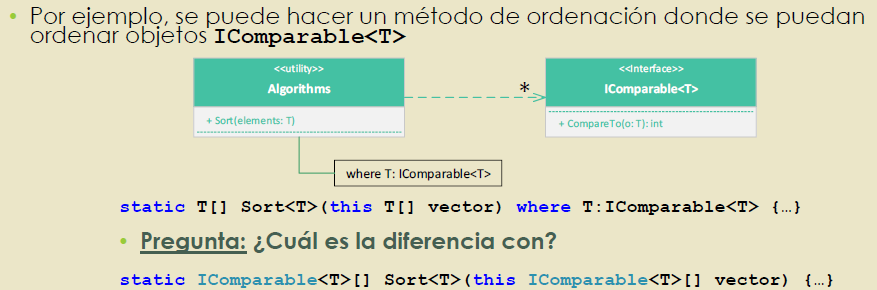 • Por ejemplo, se puede hacer un método de ordenación donde se puedan
ordenar objetos IComparable<T>
<<utility>>
Algorithms
+ Sort(elements: T)
*
<<Interface>>
IComparable<T>
+ CompareTo(o: T): int
where T: IComparable<T>
static T[] Sort<T>(this T[] vector) where T:IComparable<T> {…}
• Pregunta: ¿Cuál es la diferencia con?
static IComparable<T>[] Sort<T>(this IComparable<T>[] vector) {…}